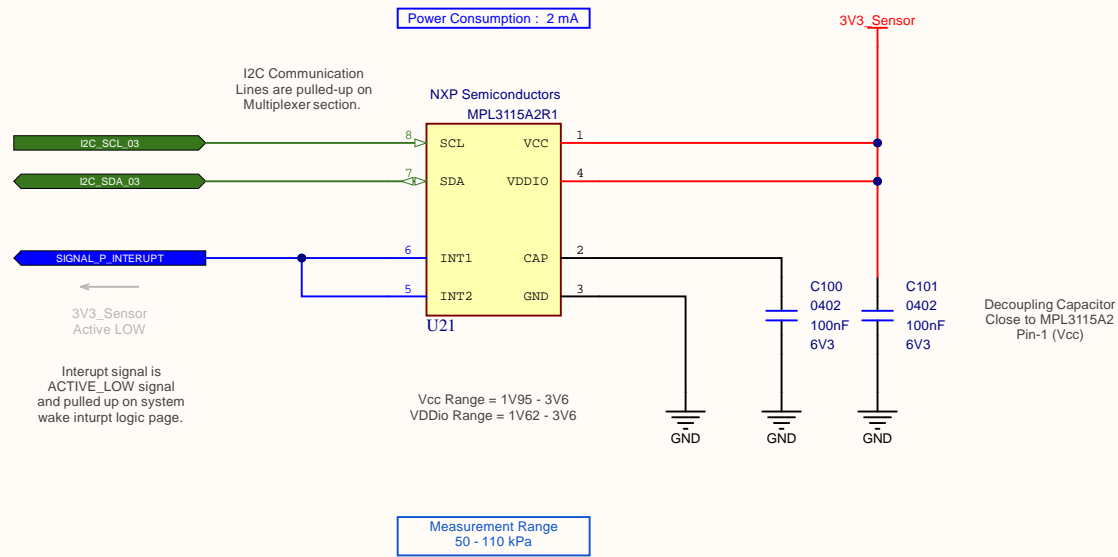 Power Consumption :  2 mA
3V3_Sensor
I2C Communication
Lines are pulled-up on
Multiplexer section.
NXP Semiconductors
MPL3115A2R1
I2C_SCL_03
8
SCL
VCC
1
I2C_SDA_03
7
SDA
VDDIO
4
SIGNAL_P_INTERUPT
6
INT1
CAP
2
5
INT2
GND
3
U21
3V3_Sensor
Active LOW
C100
0402
100nF
6V3
C101
0402
100nF
6V3
Decoupling Capacitor
Close to MPL3115A2
Pin-1 (Vcc)
Interupt signal is
ACTIVE_LOW signal
and pulled up on system
wake inturpt logic page.
Vcc Range = 1V95 - 3V6
VDDio Range = 1V62 - 3V6
GND
GND
GND
Measurement Range
50 - 110 kPa